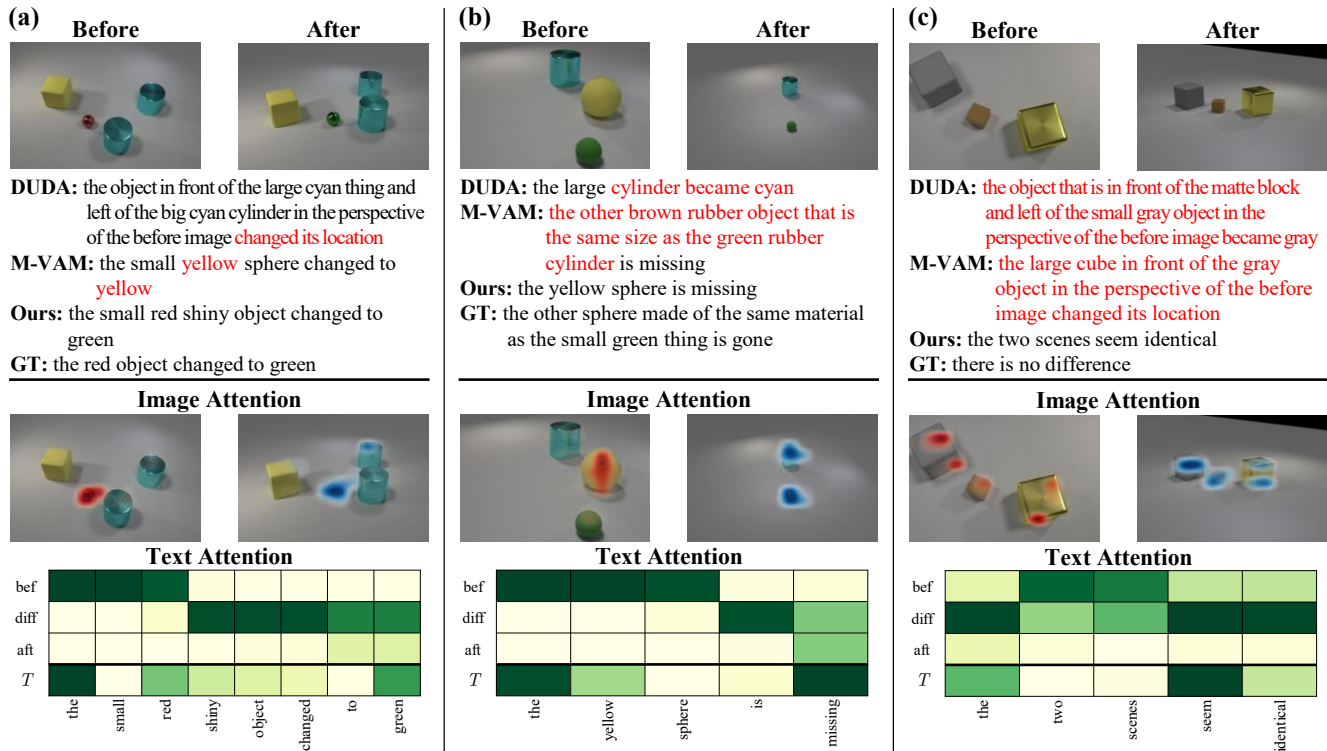 (a)
Before After
DUDA: the object in front of the large cyan thing and
left of the big cyan cylinder in the perspective
of the before image changed its location
M-VAM: the small yellow sphere changed to
yellow
Ours: the small red shiny object changed to
green
GT: the red object changed to green
Image Attention
Text Attention
bef
diff
aft
T
the
small
red
shiny
object
changed
to
green
(b)
Before After
DUDA: the large cylinder became cyan
M-VAM: the other brown rubber object that is
the same size as the green rubber
cylinder is missing
Ours: the yellow sphere is missing
GT: the other sphere made of the same material
as the small green thing is gone
Image Attention
Text Attention
bef
diff
aft
T
the
yellow
sphere
is
missing
(c)
Before After
DUDA: the object that is in front of the matte block
and left of the small gray object in the
perspective of the before image became gray
M-VAM: the large cube in front of the gray
object in the perspective of the before
image changed its location
Ours: the two scenes seem identical
GT: there is no difference
Image Attention
Text Attention
bef
diff
aft
T
the
two
scenes
seem
identical